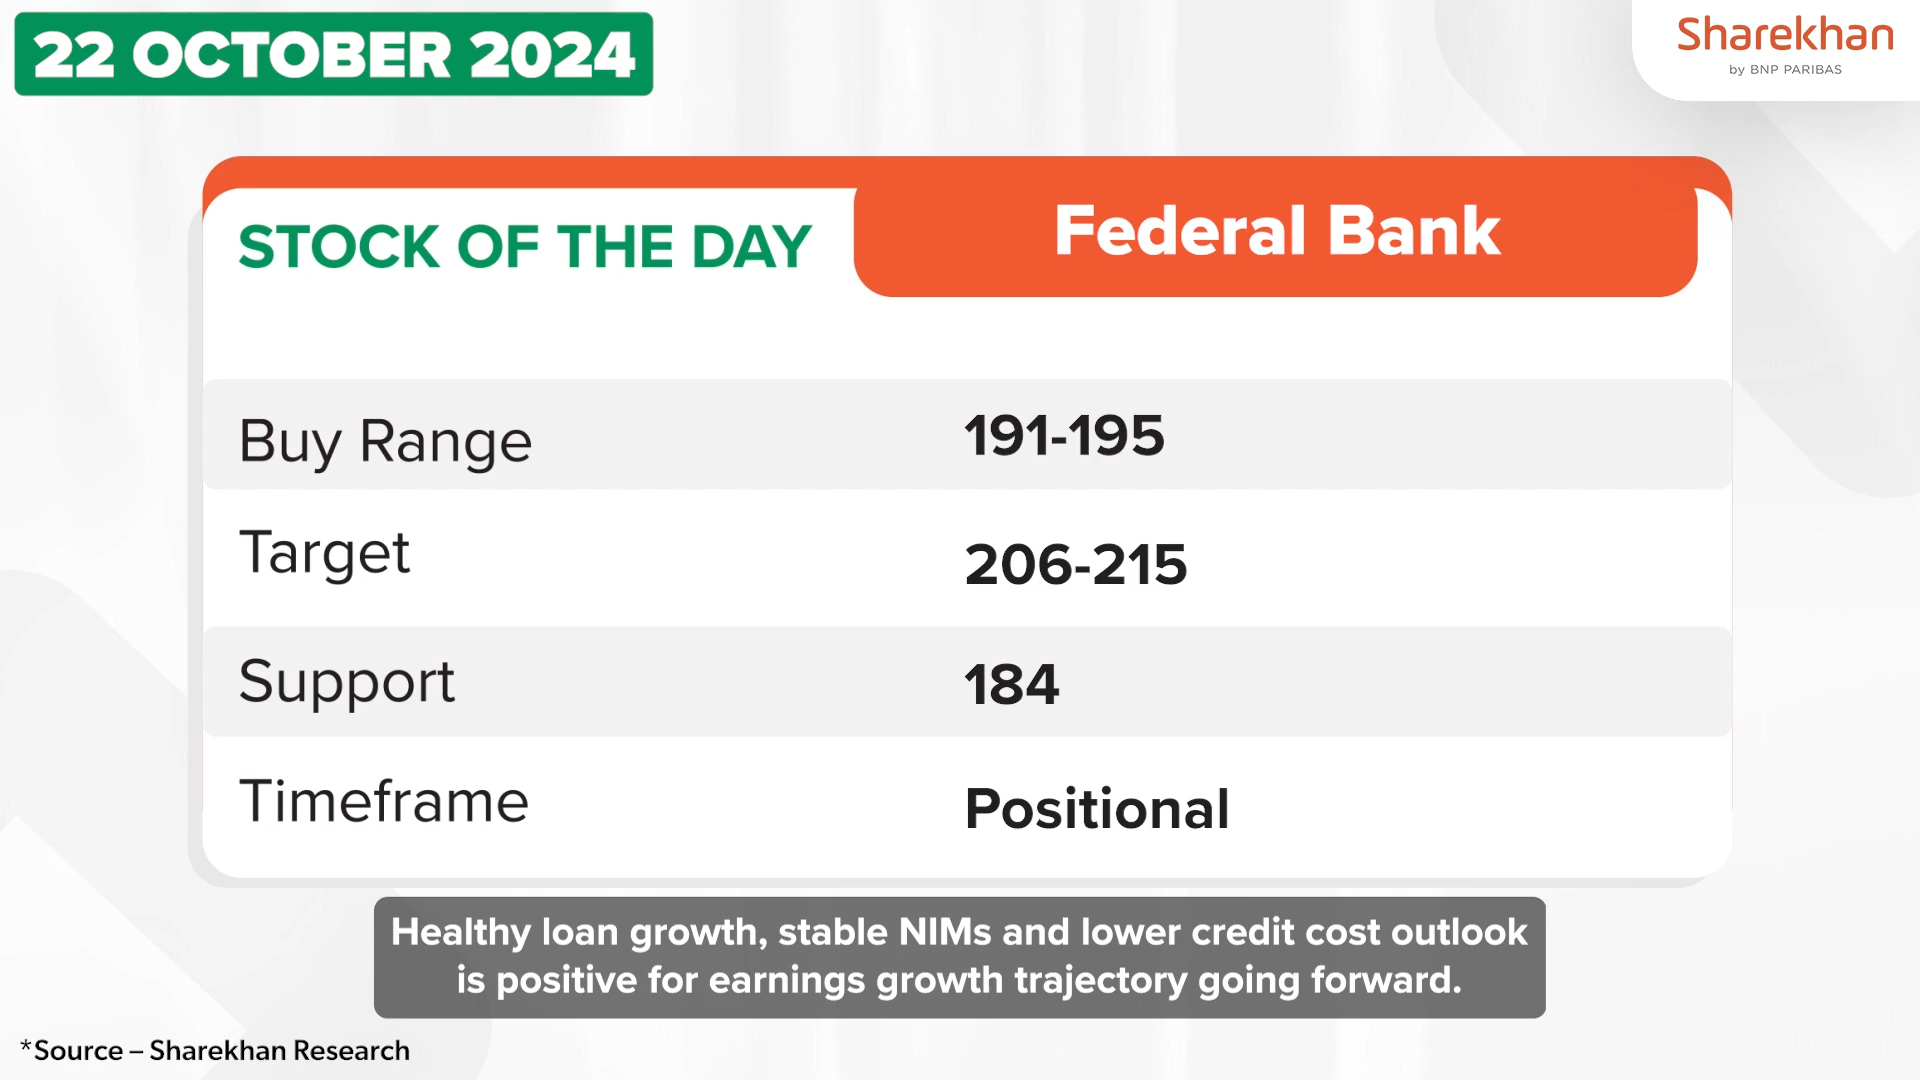 22 OCTOBER 2024
Sharekhan
by BNP PARIBAS
STOCK OF THE DAY
Federal Bank
Buy Range
191-195
Target
206-215
Support
184
Timeframe
Positional
Healthy loan growth, stable NIMs and lower credit cost outlook
is positive for earnings growth trajectory going forward.
*Source – Sharekhan Research